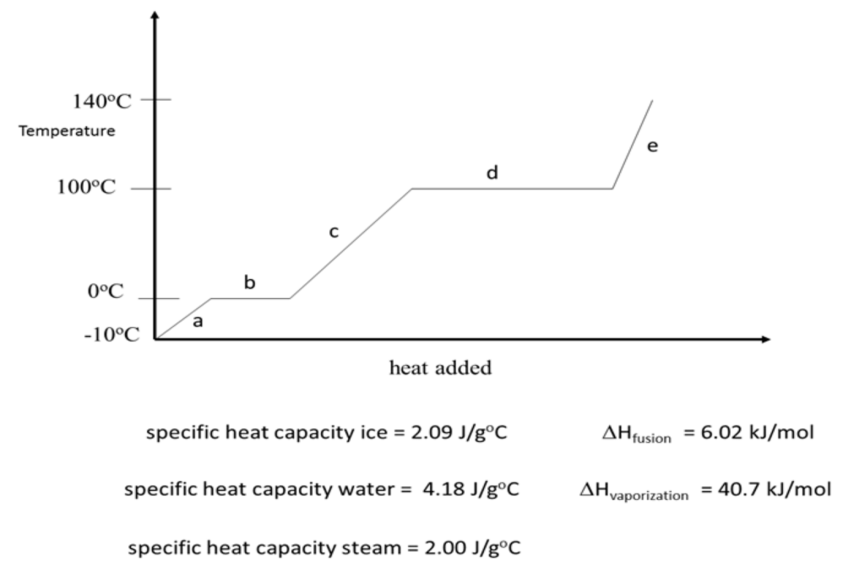 140°C
Temperature
e
d
100°C
c
b
0°C
a
-10°C
heat added
specific heat capacity ice = 2.09 J/g°C
ΔHfusion = 6.02 kJ/mol
specific heat capacity water = 4.18 J/g°C
ΔHvaporization = 40.7 kJ/mol
specific heat capacity steam = 2.00 J/g°C